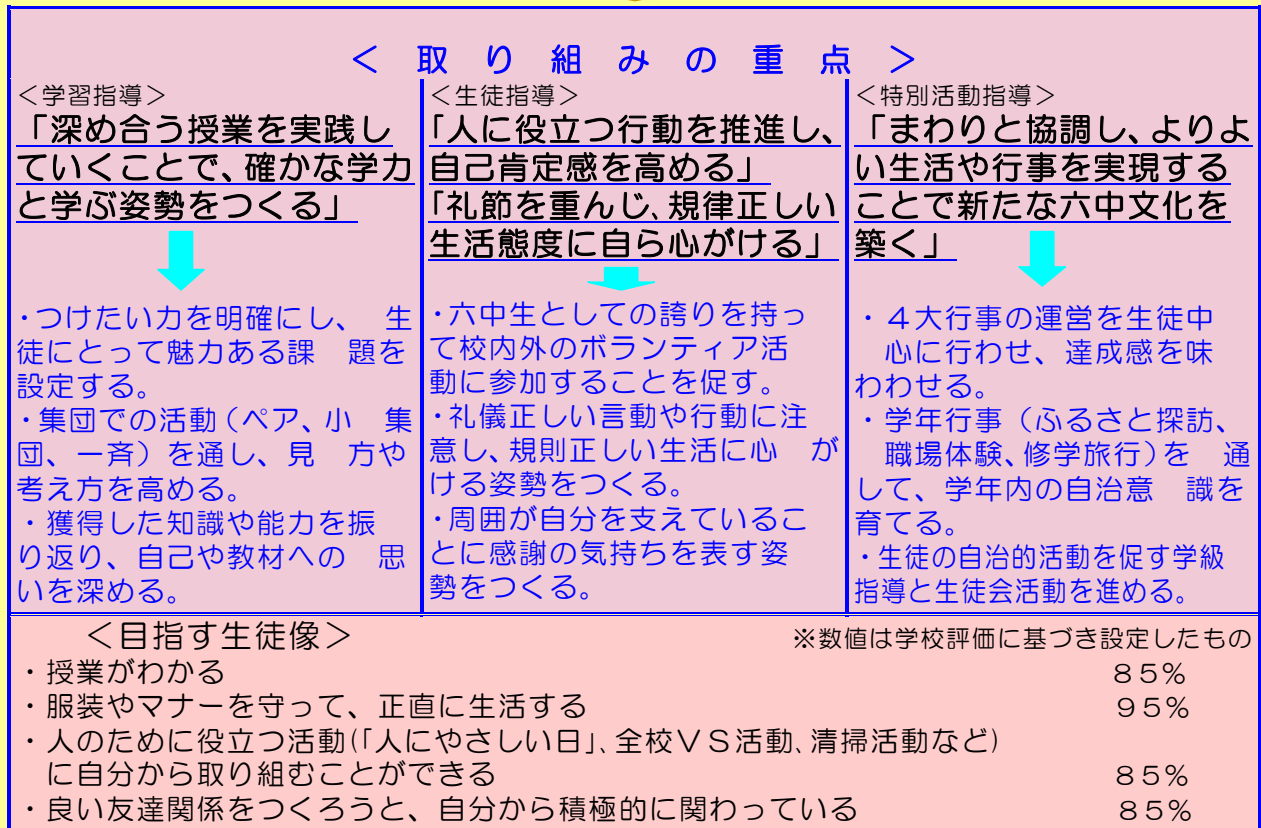 ＜　取　り　組　み　の　重　点　＞
＜学習指導＞
「深め合う授業を実践し
ていくことで、確かな学力
と学ぶ姿勢をつくる」
・つけたい力を明確にし、　生
徒にとって魅力ある課　題を
設定する。
・集団での活動（ペア、小　集
団、一斉）を通し、見　方や
考え方を高める。
・獲得した知識や能力を振
り返り、自己や教材への　思
いを深める。
＜生徒指導＞
「人に役立つ行動を推進し、
自己肯定感を高める」
「礼節を重んじ、規律正しい
生活態度に自ら心がける」
・六中生としての誇りを持っ
て校内外のボランティア活
動に参加することを促す。
・礼儀正しい言動や行動に注
意し、規則正しい生活に心　が
ける姿勢をつくる。
・周囲が自分を支えているこ
とに感謝の気持ちを表す姿
勢をつくる。
＜特別活動指導＞
「まわりと協調し、よりよ
い生活や行事を実現する
ことで新たな六中文化を
築く」
・４大行事の運営を生徒中
心に行わせ、達成感を味
わわせる。
・学年行事（ふるさと探訪、
職場体験、修学旅行）を　通
して、学年内の自治意　識を
育てる。
・生徒の自治的活動を促す学級
指導と生徒会活動を進める。
＜目指す生徒像＞　※数値は学校評価に基づき設定したもの
・授業がわかる　８５％
・服装やマナーを守って、正直に生活する　９５％
・人のために役立つ活動（「人にやさしい日」、全校ＶＳ活動、清掃活動など）
に自分から取り組むことができる　８５％
・良い友達関係をつくろうと、自分から積極的に関わっている　８５％